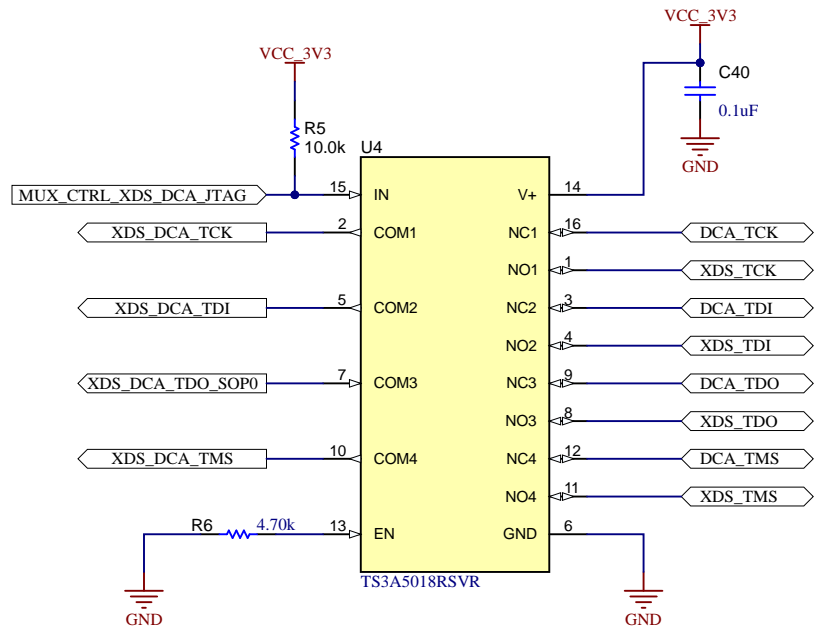 VCC_3V3
VCC_3V3
C40
0.1uF
GND
R5
10.0k
U4
MUX_CTRL_XDS_DCA_JTAG 15 IN V+ 14
XDS_DCA_TCK 2 COM1 NC1 16 DCA_TCK
NO1 1 XDS_TCK
XDS_DCA_TDI 5 COM2 NC2 3 DCA_TDI
NO2 4 XDS_TDI
XDS_DCA_TDO_SOP0 7 COM3 NC3 9 DCA_TDO
NO3 8 XDS_TDO
XDS_DCA_TMS 10 COM4 NC4 12 DCA_TMS
NO4 11 XDS_TMS
R6 4.70k 13 EN GND 6
TS3A5018RSVR
GND
GND